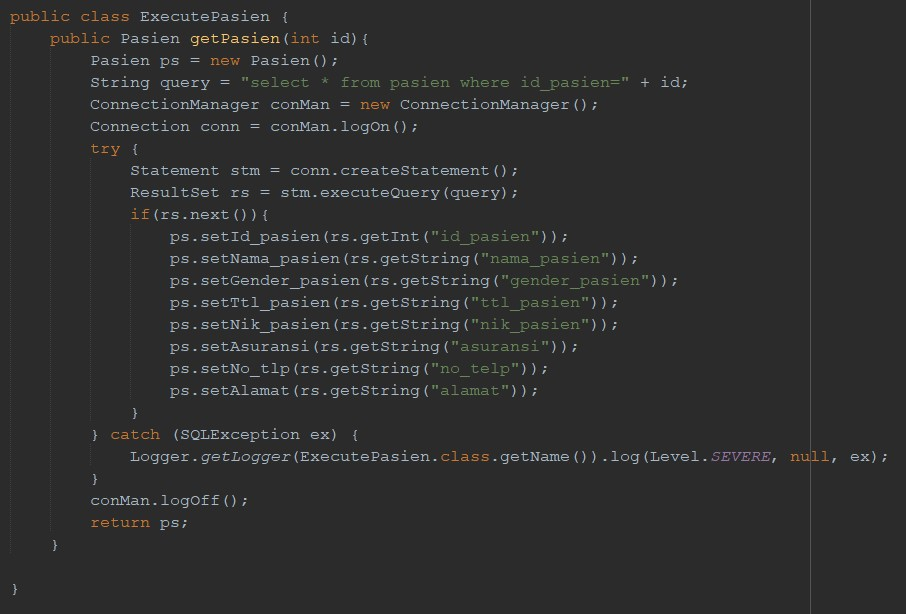 public class ExecutePasien {
    public Pasien getPasien(int id){
        Pasien ps = new Pasien();
        String query = "select * from pasien where id_pasien=" + id;
        ConnectionManager conMan = new ConnectionManager();
        Connection conn = conMan.logOn();
        try {
            Statement stm = conn.createStatement();
            ResultSet rs = stm.executeQuery(query);
            if(rs.next()){
                ps.setId_pasien(rs.getInt("id_pasien"));
                ps.setNama_pasien(rs.getString("nama_pasien"));
                ps.setGender_pasien(rs.getString("gender_pasien"));
                ps.setTtl_pasien(rs.getString("ttl_pasien"));
                ps.setNik_pasien(rs.getString("nik_pasien"));
                ps.setAsuransi(rs.getString("asuransi"));
                ps.setNo_tlp(rs.getString("no_telp"));
                ps.setAlamat(rs.getString("alamat"));
            }
        } catch (SQLException ex) {
            Logger.getLogger(ExecutePasien.class.getName()).log(Level.SEVERE, null, ex);
        }
        conMan.logOff();
        return ps;
    }

}